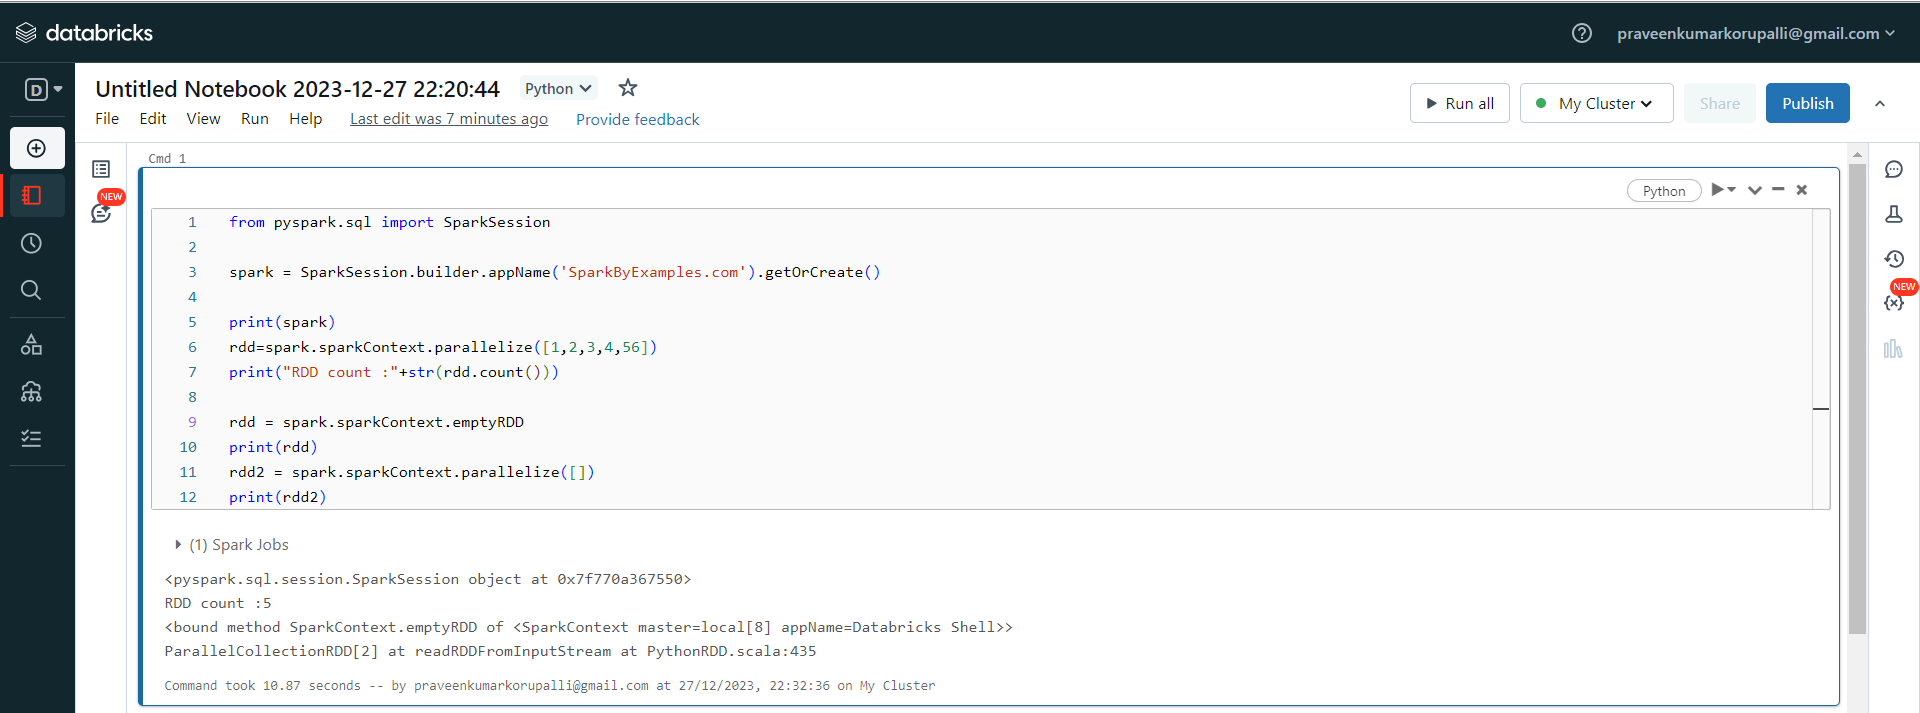 databricks
praveenkumarkorupalli@gmail.com
D
Untitled Notebook 2023-12-27 22:20:44 Python
File Edit View Run Help Last edit was 7 minutes ago Provide feedback
Run all My Cluster Share Publish
NEW
NEW
Cmd 1
Python
1 from pyspark.sql import SparkSession
2
3 spark = SparkSession.builder.appName('SparkByExamples.com').getOrCreate()
4
5 print(spark)
6 rdd=spark.sparkContext.parallelize([1,2,3,4,56])
7 print("RDD count :"+str(rdd.count()))
8
9 rdd = spark.sparkContext.emptyRDD
10 print(rdd)
11 rdd2 = spark.sparkContext.parallelize([])
12 print(rdd2)
(1) Spark Jobs
<pyspark.sql.session.SparkSession object at 0x7f770a367550>
RDD count :5
<bound method SparkContext.emptyRDD of <SparkContext master=local[8] appName=Databricks Shell>>
ParallelCollectionRDD[2] at readRDDFromInputStream at PythonRDD.scala:435
Command took 10.87 seconds -- by praveenkumarkorupalli@gmail.com at 27/12/2023, 22:32:36 on My Cluster